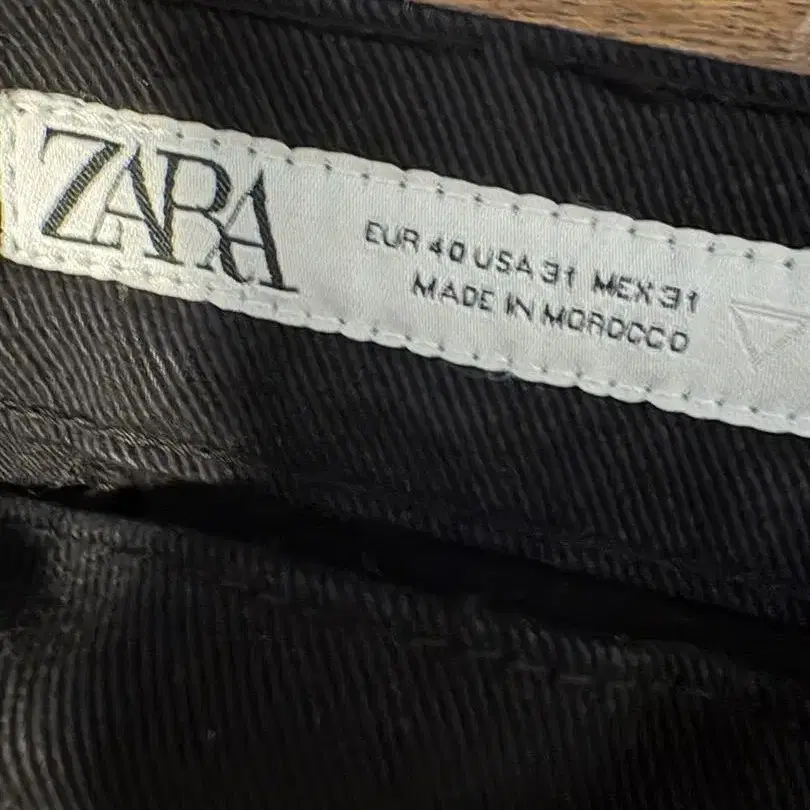 ZARA
EUR 40 USA 31 MEX 31
MADE IN MOROCCO